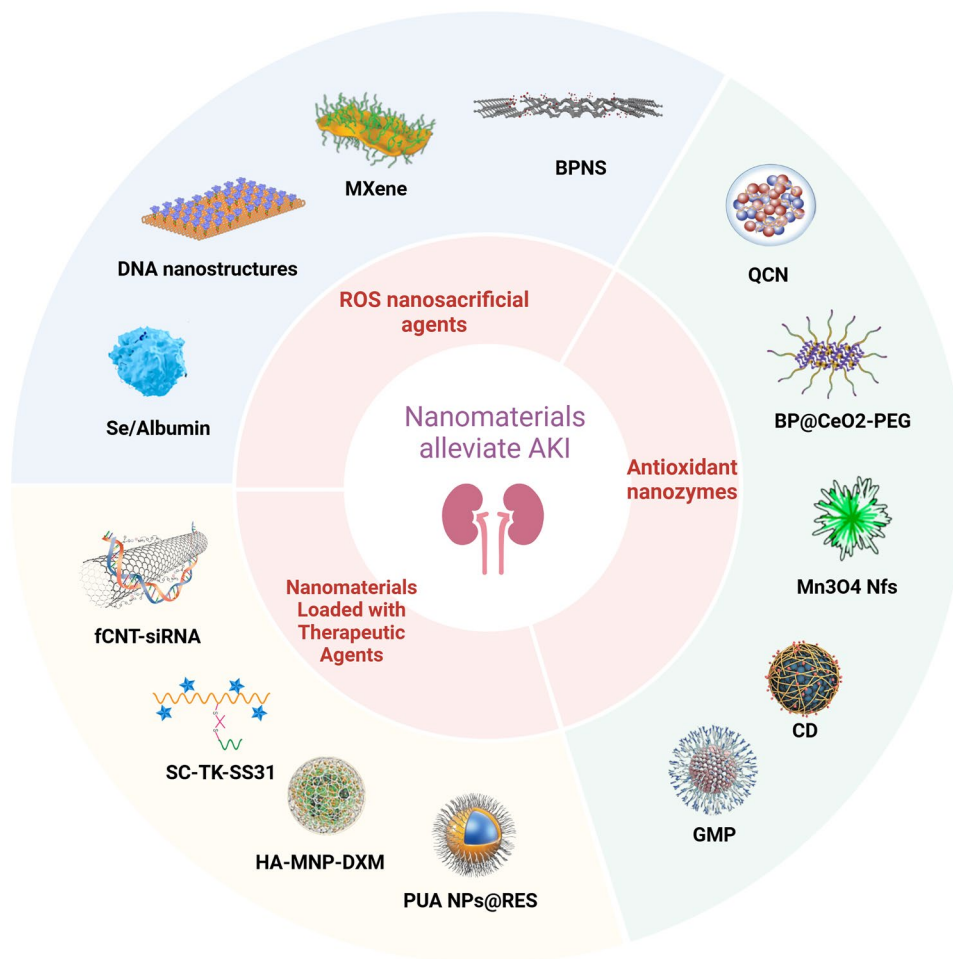 MXene
BPNS
DNA nanostructures
QCN
ROS nanosacrificial
agents
Nanomaterials
alleviate AKI
Se/Albumin
BP@CeO2-PEG
Antioxidant
nanozymes
Mn3O4 Nfs
Nanomaterials
Loaded with
Therapeutic
Agents
fCNT-siRNA
CD
SC-TK-SS31
GMP
HA-MNP-DXM
PUA NPs@RES